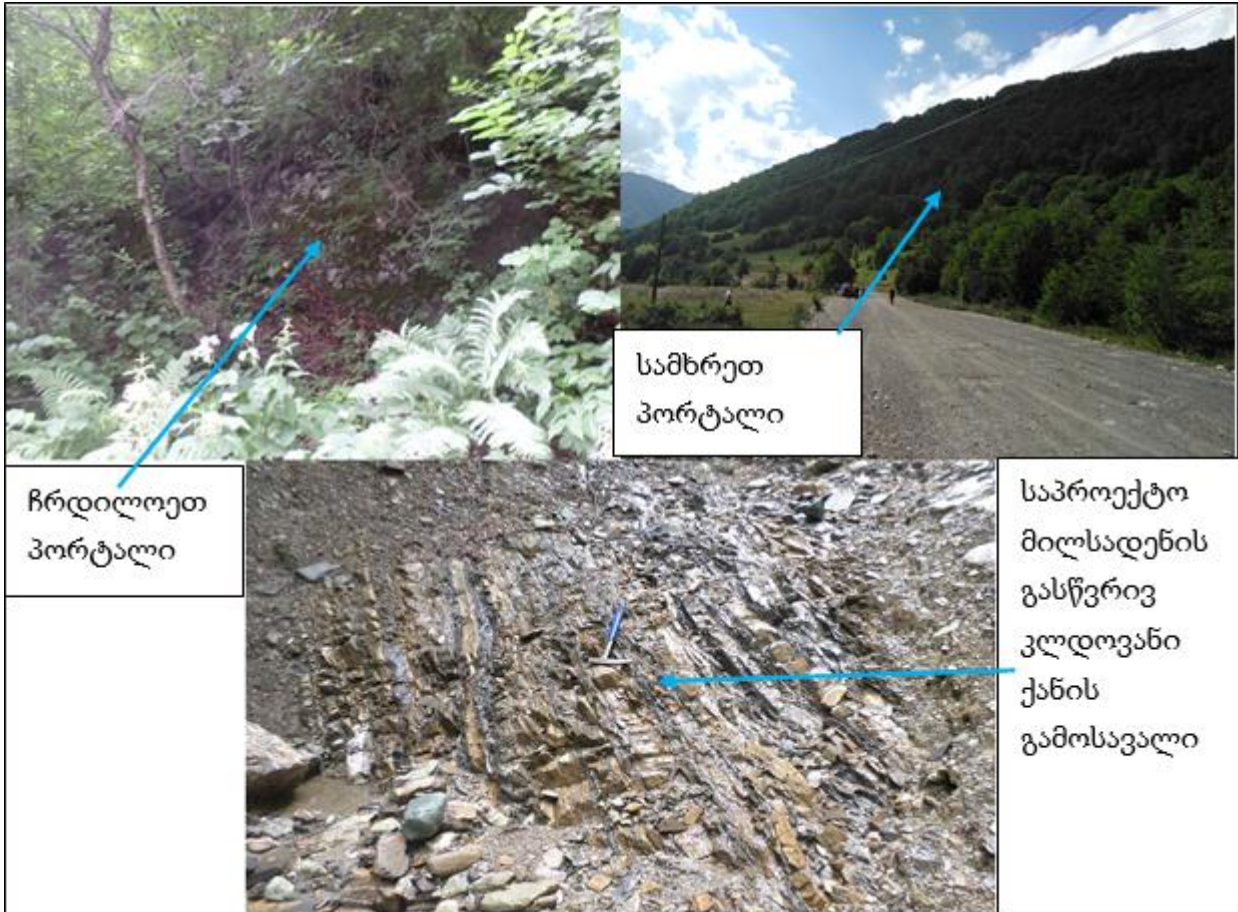 სამხრეთ
პორტალი
ჩრდილოეთ
პორტალი
საპროექტო
მილსადენის
გასწვრივ
კლდოვანი
ქანის
გამოსავალი